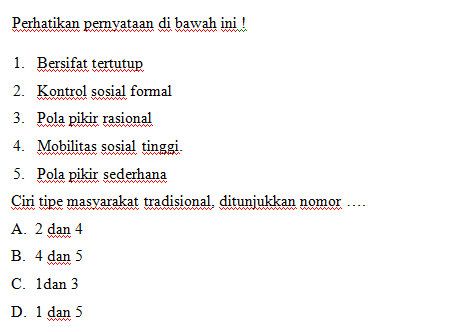 Perhatikan pernyataan di bawah ini !
1. Bersifat tertutup
2. Kontrol sosial formal
3. Pola pikir rasional
4. Mobilitas sosial tinggi.
5. Pola pikir sederhana
Ciri tipe masyarakat tradisional, ditunjukkan nomor ....
A. 2 dan 4
B. 4 dan 5
C. 1dan 3
D. 1 dan 5